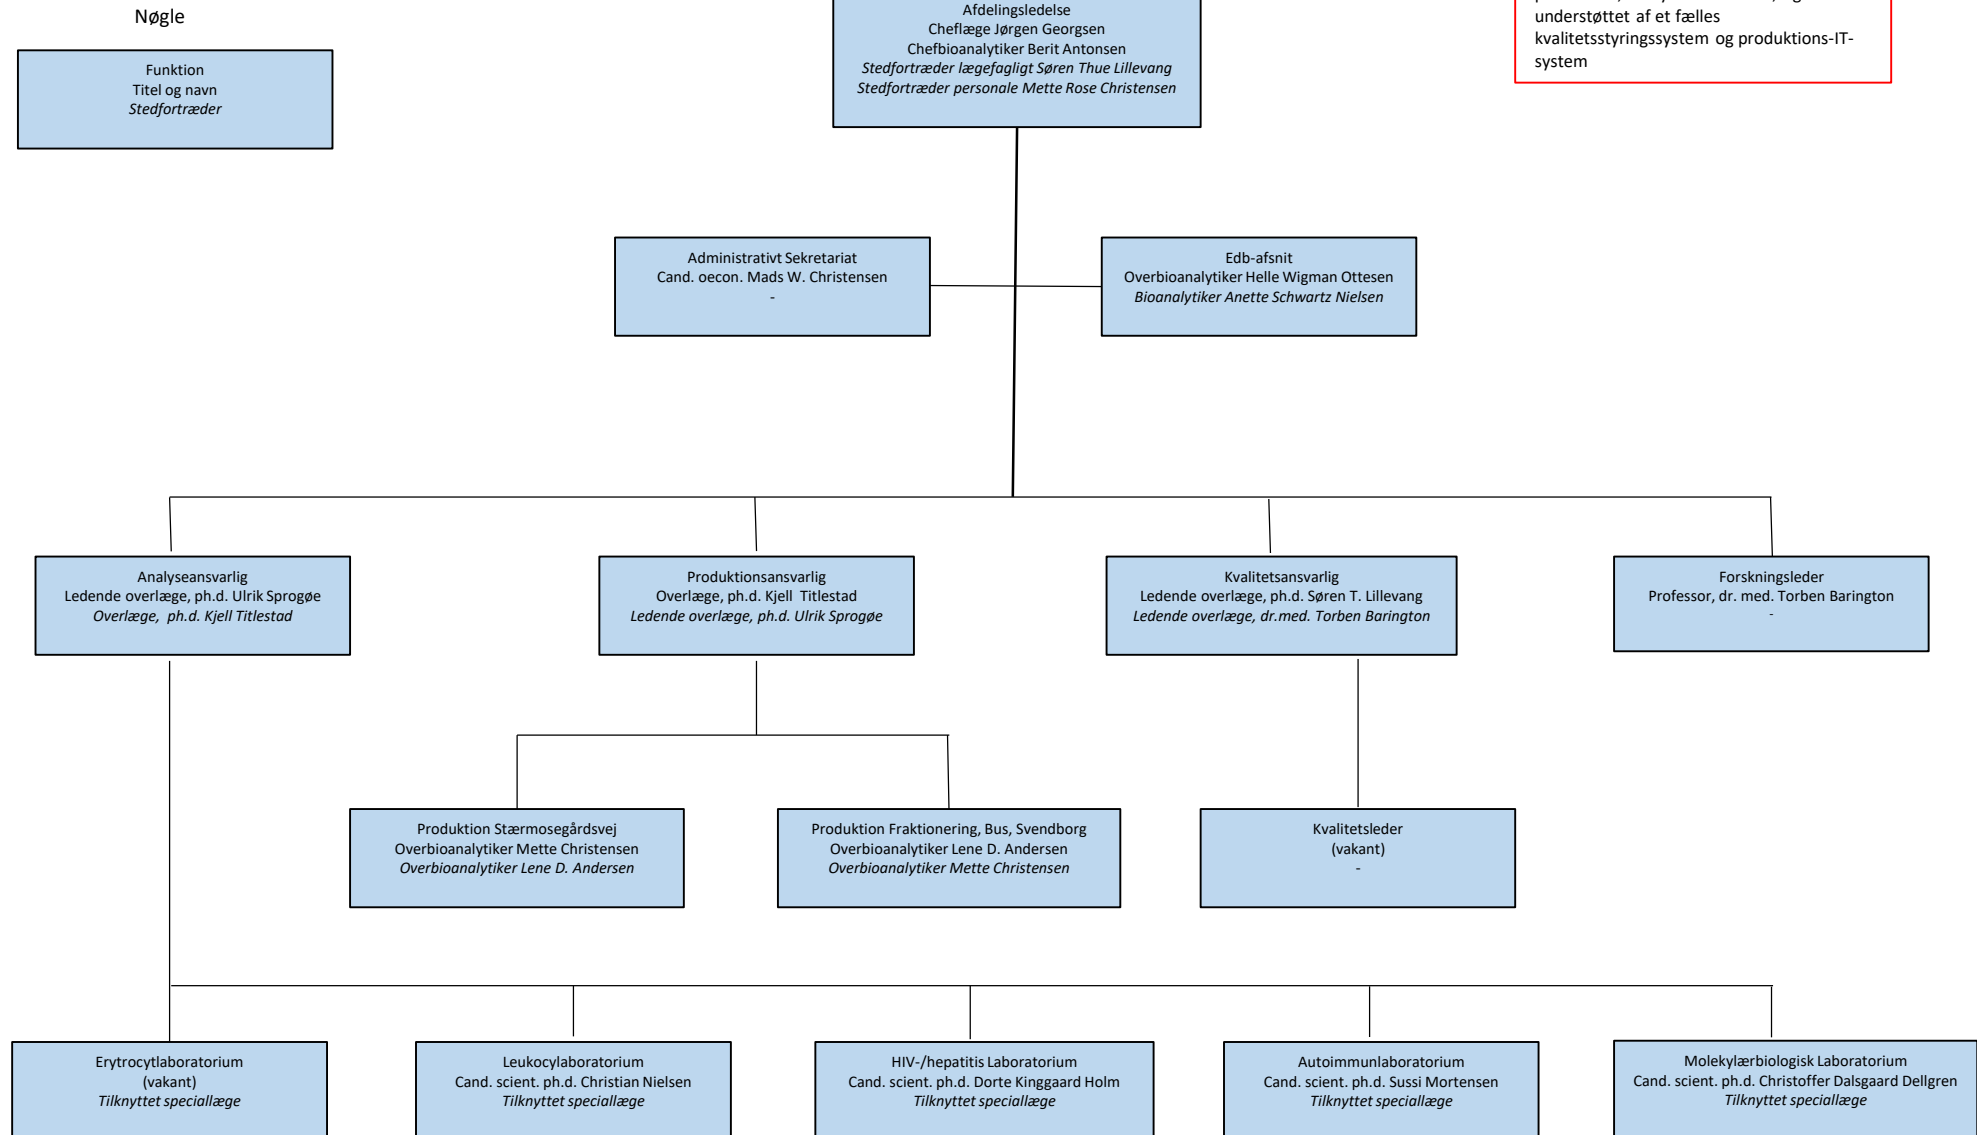 Nøgle
Funktion
Titel og navn
Stedfortræder
Afdelingsledelse
Cheflæge Jørgen Georgsen
Chefbioanalytiker Berit Antonsen
Stedfortræder lægefagligt Søren Thue Lillevang
Stedfortræder personale Mette Rose Christensen
understøttet af et fælles
kvalitetsstyringssystem og produktions-IT-
system
Administrativt Sekretariat
Cand. oecon. Mads W. Christensen
-
Edb-afsnit
Overbioanalytiker Helle Wigman Ottesen
Bioanalytiker Anette Schwartz Nielsen
Analyseansvarlig
Ledende overlæge, ph.d. Ulrik Sprogøe
Overlæge, ph.d. Kjell Titlestad
Produktionsansvarlig
Overlæge, ph.d. Kjell Titlestad
Ledende overlæge, ph.d. Ulrik Sprogøe
Kvalitetsansvarlig
Ledende overlæge, ph.d. Søren T. Lillevang
Ledende overlæge, dr.med. Torben Barington
Forskningsleder
Professor, dr. med. Torben Barington
-
Produktion Stærmosegårdsvej
Overbioanalytiker Mette Christensen
Overbioanalytiker Lene D. Andersen
Produktion Fraktionering, Bus, Svendborg
Overbioanalytiker Lene D. Andersen
Overbioanalytiker Mette Christensen
Kvalitetsleder
(vakant)
-
Erytrocytlaboratorium
(vakant)
Tilknyttet speciallæge
Leukocylaboratorium
Cand. scient. ph.d. Christian Nielsen
Tilknyttet speciallæge
HIV-/hepatitis Laboratorium
Cand. scient. ph.d. Dorte Kinggaard Holm
Tilknyttet speciallæge
Autoimmunlaboratorium
Cand. scient. ph.d. Sussi Mortensen
Tilknyttet speciallæge
Molekylærbiologisk Laboratorium
Cand. scient. ph.d. Christoffer Dalsgaard Dellgren
Tilknyttet speciallæge